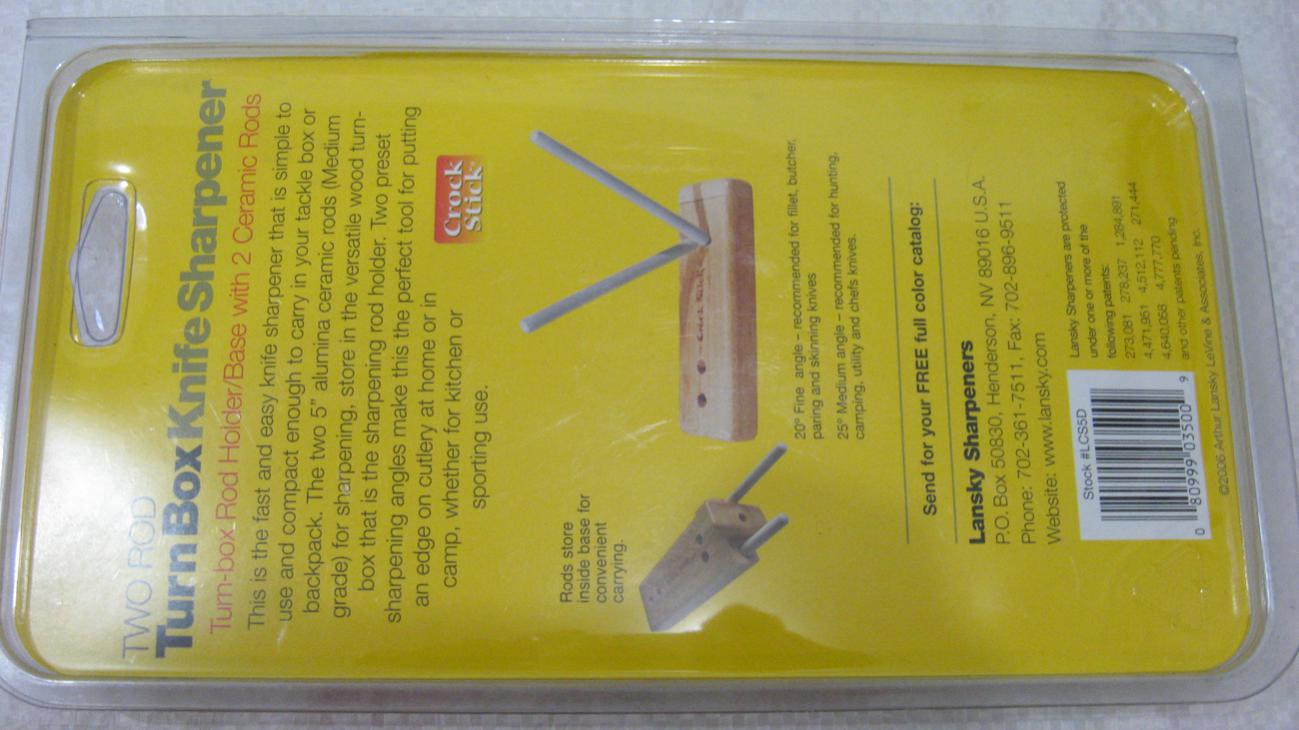 TWO ROD
Turn Box Knife Sharpener
Turn-box Rod Holder/Base with 2 Ceramic Rods
This is the fast and easy knife sharpener that is simple to
use and compact enough to carry in your tackle box or
backpack. The two 5" alumina ceramic rods (Medium
grade) for sharpening, store in the versatile wood turn-
box that is the sharpening rod holder. Two preset
sharpening angles make this the perfect tool for putting
an edge on cutlery at home or in
camp, whether for kitchen or
sporting use.
Crock
Stick
Rods store
inside base for
convenient
carrying.
20° Fine angle – recommended for fillet, butcher,
paring and skinning knives
25° Medium angle – recommended for hunting,
camping, utility and chefs knives.
Send for your FREE full color catalog:
Lansky Sharpeners
P.O. Box 50830, Henderson, NV 89016 U.S.A.
Phone: 702-361-7511, Fax: 702-896-9511
Website: www.lansky.com
Stock #LCS5D
0 80999 03500 9
Lansky Sharpeners are protected
under one or more of the
following patents:
273,081 278,237 1,284,891
4,471,951 4,512,112 271,444
4,640,058 4,777,770
and other patents pending
©2006 Arthur Lansky LeVine & Associates, Inc.